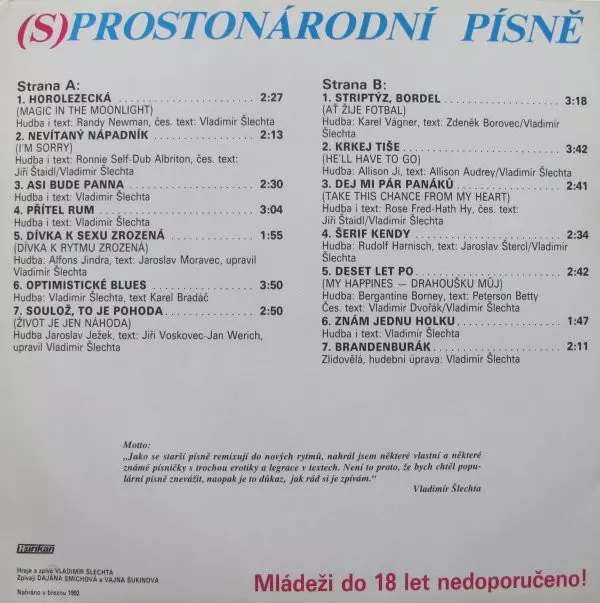 (S)PROSTONÁRODNÍ PÍSNĚ
Strana A:
1. HOROLEZECKÁ .................... 2:27
(MAGIC IN THE MOONLIGHT)
Hudba i text: Randy Newman, čes. text: Vladimír Šlechta
2. NEVÍTANÝ NÁPADNÍK .............. 2:13
(I'M SORRY)
Hudba i text: Ronnie Self-Dub Albriton, čes. text:
Jiří Štaidl/Vladimír Šlechta
3. ASI BUDE PANNA ................. 2:30
Hudba i text: Vladimír Šlechta
4. PŘÍTEL RUM ..................... 3:04
Hudba i text: Vladimír Šlechta
5. DÍVKA K SEXU ZROZENÁ ........... 1:55
(DÍVKA K RYTMU ZROZENÁ)
Hudba: Alfons Jindra, text: Jaroslav Moravec, upravil
Vladimír Šlechta
6. OPTIMISTICKÉ BLUES ............. 3:50
Hudba: Vladimír Šlechta, text Karel Bradáč
7. SOULOŽ, TO JE POHODA ........... 2:50
(ŽIVOT JE JEN NÁHODA)
Hudba Jaroslav Ježek, text: Jiří Voskovec-Jan Werich,
upravil Vladimír Šlechta
Strana B:
1. STRIPTÝZ, BORDEL ............... 3:18
(AŤ ŽIJE FOTBAL)
Hudba: Karel Vágner, text: Zdeněk Borovec/Vladimír
Šlechta
2. KRKEJ TIŠE ..................... 3:42
(HE'LL HAVE TO GO)
Hudba: Allison Ji, text: Allison Audrey/Vladimír Šlechta
3. DEJ MI PÁR PANÁKŮ .............. 2:41
(TAKE THIS CHANCE FROM MY HEART)
Hudba i text: Rose Fred-Hath Hy, čes. text:
Jiří Štaidl/Vladimír Šlechta
4. ŠERIF KENDY .................... 2:34
Hudba: Rudolf Harnisch, text: Jaroslav Štercl/Vladimír
Šlechta
5. DESET LET PO ................... 2:42
(MY HAPPINES — DRAHOUŠKU MŮJ)
Hudba: Bergantine Borney, text: Peterson Betty
Čes. text: Vladimír Dvořák/Vladimír Šlechta
6. ZNÁM JEDNU HOLKU ............... 1:47
Hudba i text: Vladimír Šlechta
7. BRANDENBURÁK ................... 2:11
Zlidovělá, hudební úprava: Vladimír Šlechta
Motto:
„Jako se starší písně remixují do nových rytmů, nahrál jsem některé vlastní a některé
známé písničky s trochou erotiky a legrace v textech. Není to proto, že bych chtěl popu-
lární písně znevážit, naopak je to důkaz, jak rád si je zpívám."
Vladimír Šlechta
Hurikán
Hraje a zpívá VLADIMÍR ŠLECHTA
Zpívají DAJÁNA SMÍCHOVÁ a VAJNA ŠUKINOVÁ
Nahráno v březnu 1992
Mládeži do 18 let nedoporučeno!